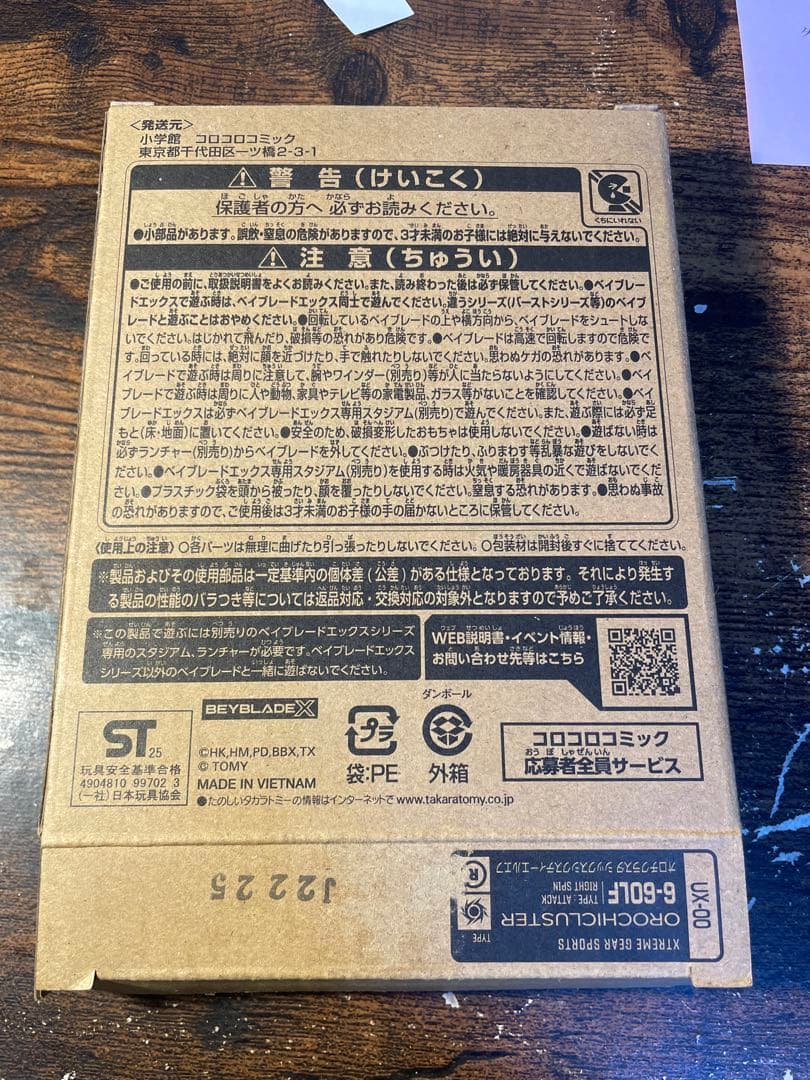 <発送元>
小学館 コロコロコミック
東京都千代田区一ツ橋2-3-1
警告(けいこく)
保護者の方へ 必ずお読みください。
●小部品があります。誤飲・窒息の危険がありますので、3才未満のお子様には絶対に与えないでください。
くちにいれない
注意(ちゅうい)
●ご使用の前に、取扱説明書をよくお読みください。また、読み終わった後は必ず保管してください。●ベイブレー
ドエックスで遊ぶ時は、ベイブレードエックス同士で遊んでください。違うシリーズ(バーストシリーズ等)のベイブ
レードと遊ぶことはおやめください。●回転しているベイブレードの上や横方向から、ベイブレードをシュートしな
いでください。はじかれて飛んだり、破損等の恐れがあり危険です。●ベイブレードは高速で回転しますので危険で
す。回っている時には、絶対に顔を近づけたり、手で触れたりしないでください。思わぬケガの恐れがあります。●ベ
イブレードで遊ぶ時は周りに注意して、腕やワインダー(別売り)等が人に当たらないようにしてください。●ベイ
ブレードで遊ぶ時は周りに人や動物、家具やテレビ等の家電製品、ガラス等がないことを確認してください。●ベイ
ブレードエックスは必ずベイブレードエックス専用スタジアム(別売り)で遊んでください。また、遊ぶ際には必ず足
もと(床・地面)に置いてください。●安全のため、破損変形したおもちゃは使用しないでください。●遊ばない時は
必ずランチャー(別売り)からベイブレードを外してください。●ぶつけたり、ふりまわす等乱暴な遊びをしないでく
ださい。●ベイブレードエックス専用スタジアム(別売り)を使用する時は火気や暖房器具の近くで遊ばないでくだ
さい。●プラスチック袋を頭から被ったり、顔を覆ったりしないでください。窒息する恐れがあります。●思わぬ事故
の恐れがありますので、ご使用後は3才未満のお子様の手の届かないところに保管してください。
〈使用上の注意〉○各パーツは無理に曲げたり引っ張ったりしないでください。○包装材は開封後すぐに捨ててください。
※製品およびその使用部品は一定基準内の個体差(公差)がある仕様となっております。それにより発生す
る製品の性能のバラつき等については返品対応・交換対応の対象外となりますので予めご了承ください。
※この製品で遊ぶには別売りのベイブレードエックスシリーズ
専用のスタジアム、ランチャーが必要です。ベイブレードエックス
シリーズ以外のベイブレードと一緒に遊ばないでください。
WEB説明書・イベント情報・
お問い合わせ先等はこちら
ST 25
玩具安全基準合格
4904810 99702 3
(一社)日本玩具協会
BEYBLADE X
©HK,HM,PD,BBX,TX
© TOMY
MADE IN VIETNAM
プラ
袋:PE
ダンボール
外箱
コロコロコミック
応募者全員サービス
●たのしいタカラトミーの情報はインターネットで www.takaratomy.co.jp
J2225
UX-00
XTREME GEAR SPORTS
OROCHICLUSTER
6-60LF
TYPE : ATTACK
RIGHT SPIN
オロチクラスタ シックスシックスティーエルエフ
TYPE
R